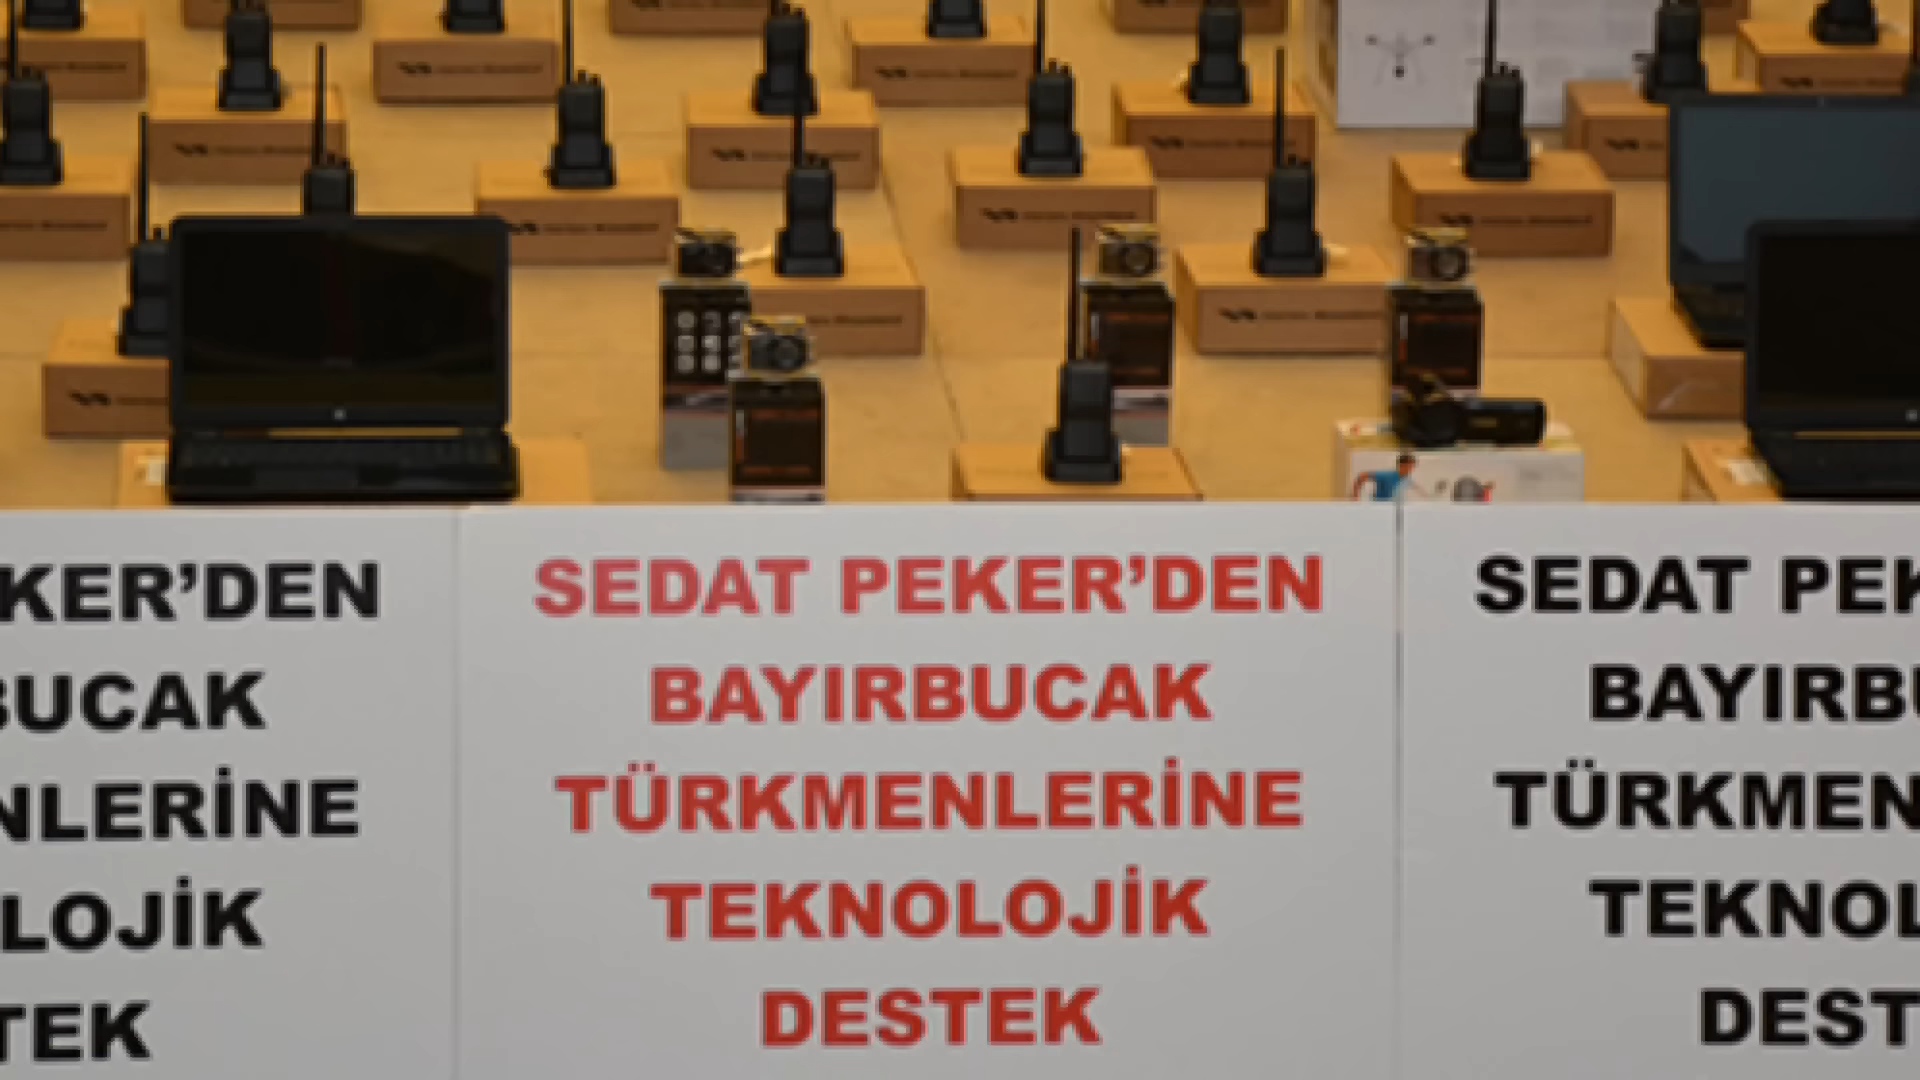 KER’DEN
BUCAK
NLERİNE
LOJİK
TEK
SEDAT PEKER’DEN
BAYIRBUCAK
TÜRKMENLERİNE
TEKNOLOJİK
DESTEK
SEDAT PEK
BAYIRBU
TÜRKMEN
TEKNOL
DEST